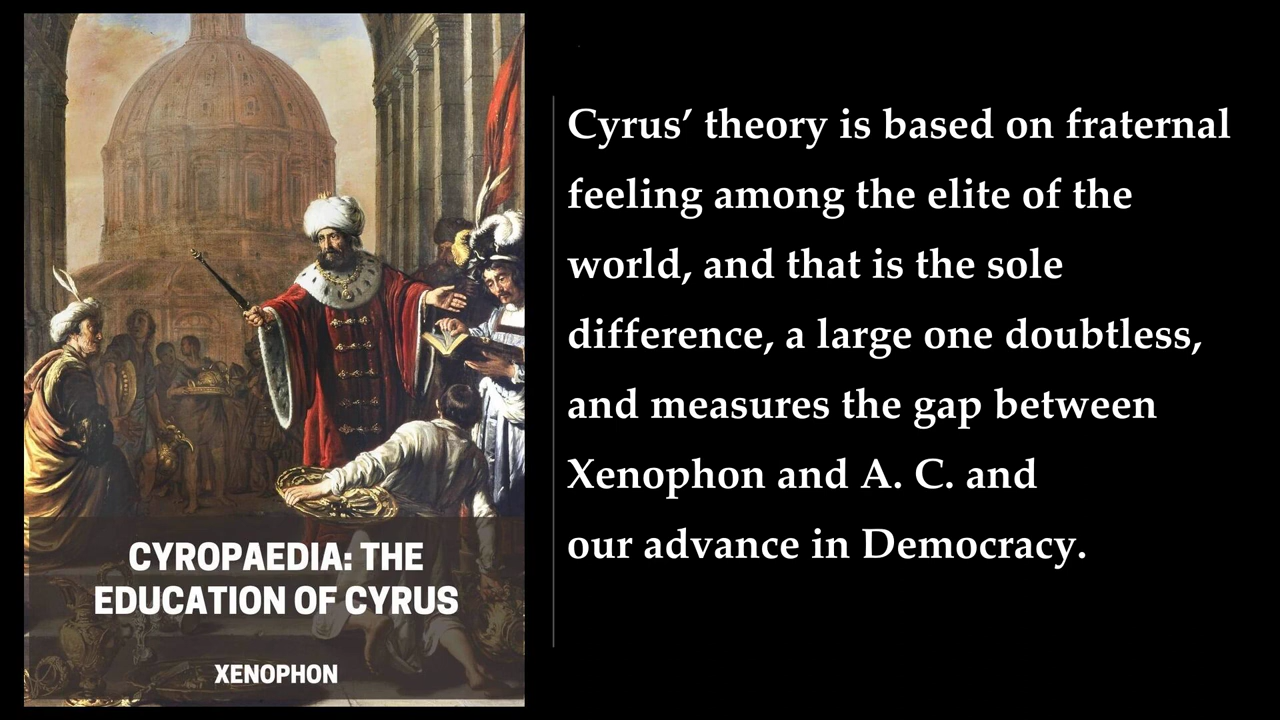 CYROPAEDIA: THE
EDUCATION OF CYRUS
XENOPHON
Cyrus’ theory is based on fraternal
feeling among the elite of the
world, and that is the sole
difference, a large one doubtless,
and measures the gap between
Xenophon and A. C. and
our advance in Democracy.